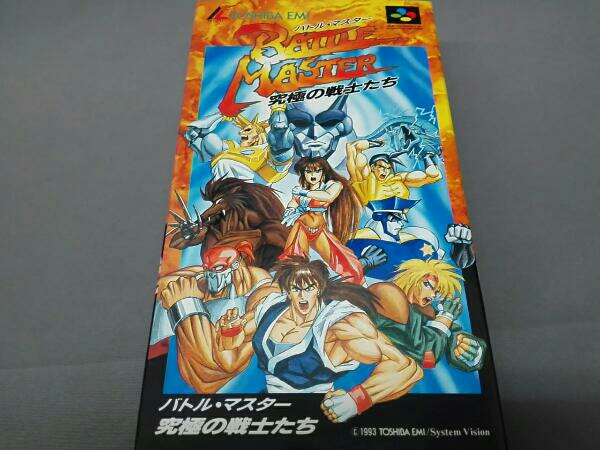 TOSHIBA EMI
バトル・マスター
BATTLE
MASTER
究極の戦士たち
バトル・マスター
究極の戦士たち
© 1993 TOSHIBA EMI/System Vision